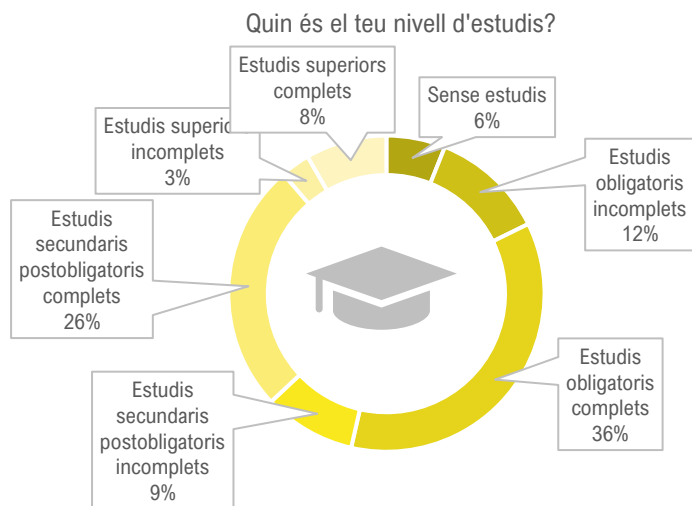 Quin és el teu nivell d'estudis?
Estudis superiors
complets
8%
Sense estudis
6%
Estudis
obligatoris
incomplets
12%
Estudis
obligatoris
complets
36%
Estudis
secundaris
postobligatoris
incomplets
9%
Estudis
secundaris
postobligatoris
complets
26%
Estudis
incomplets
3%